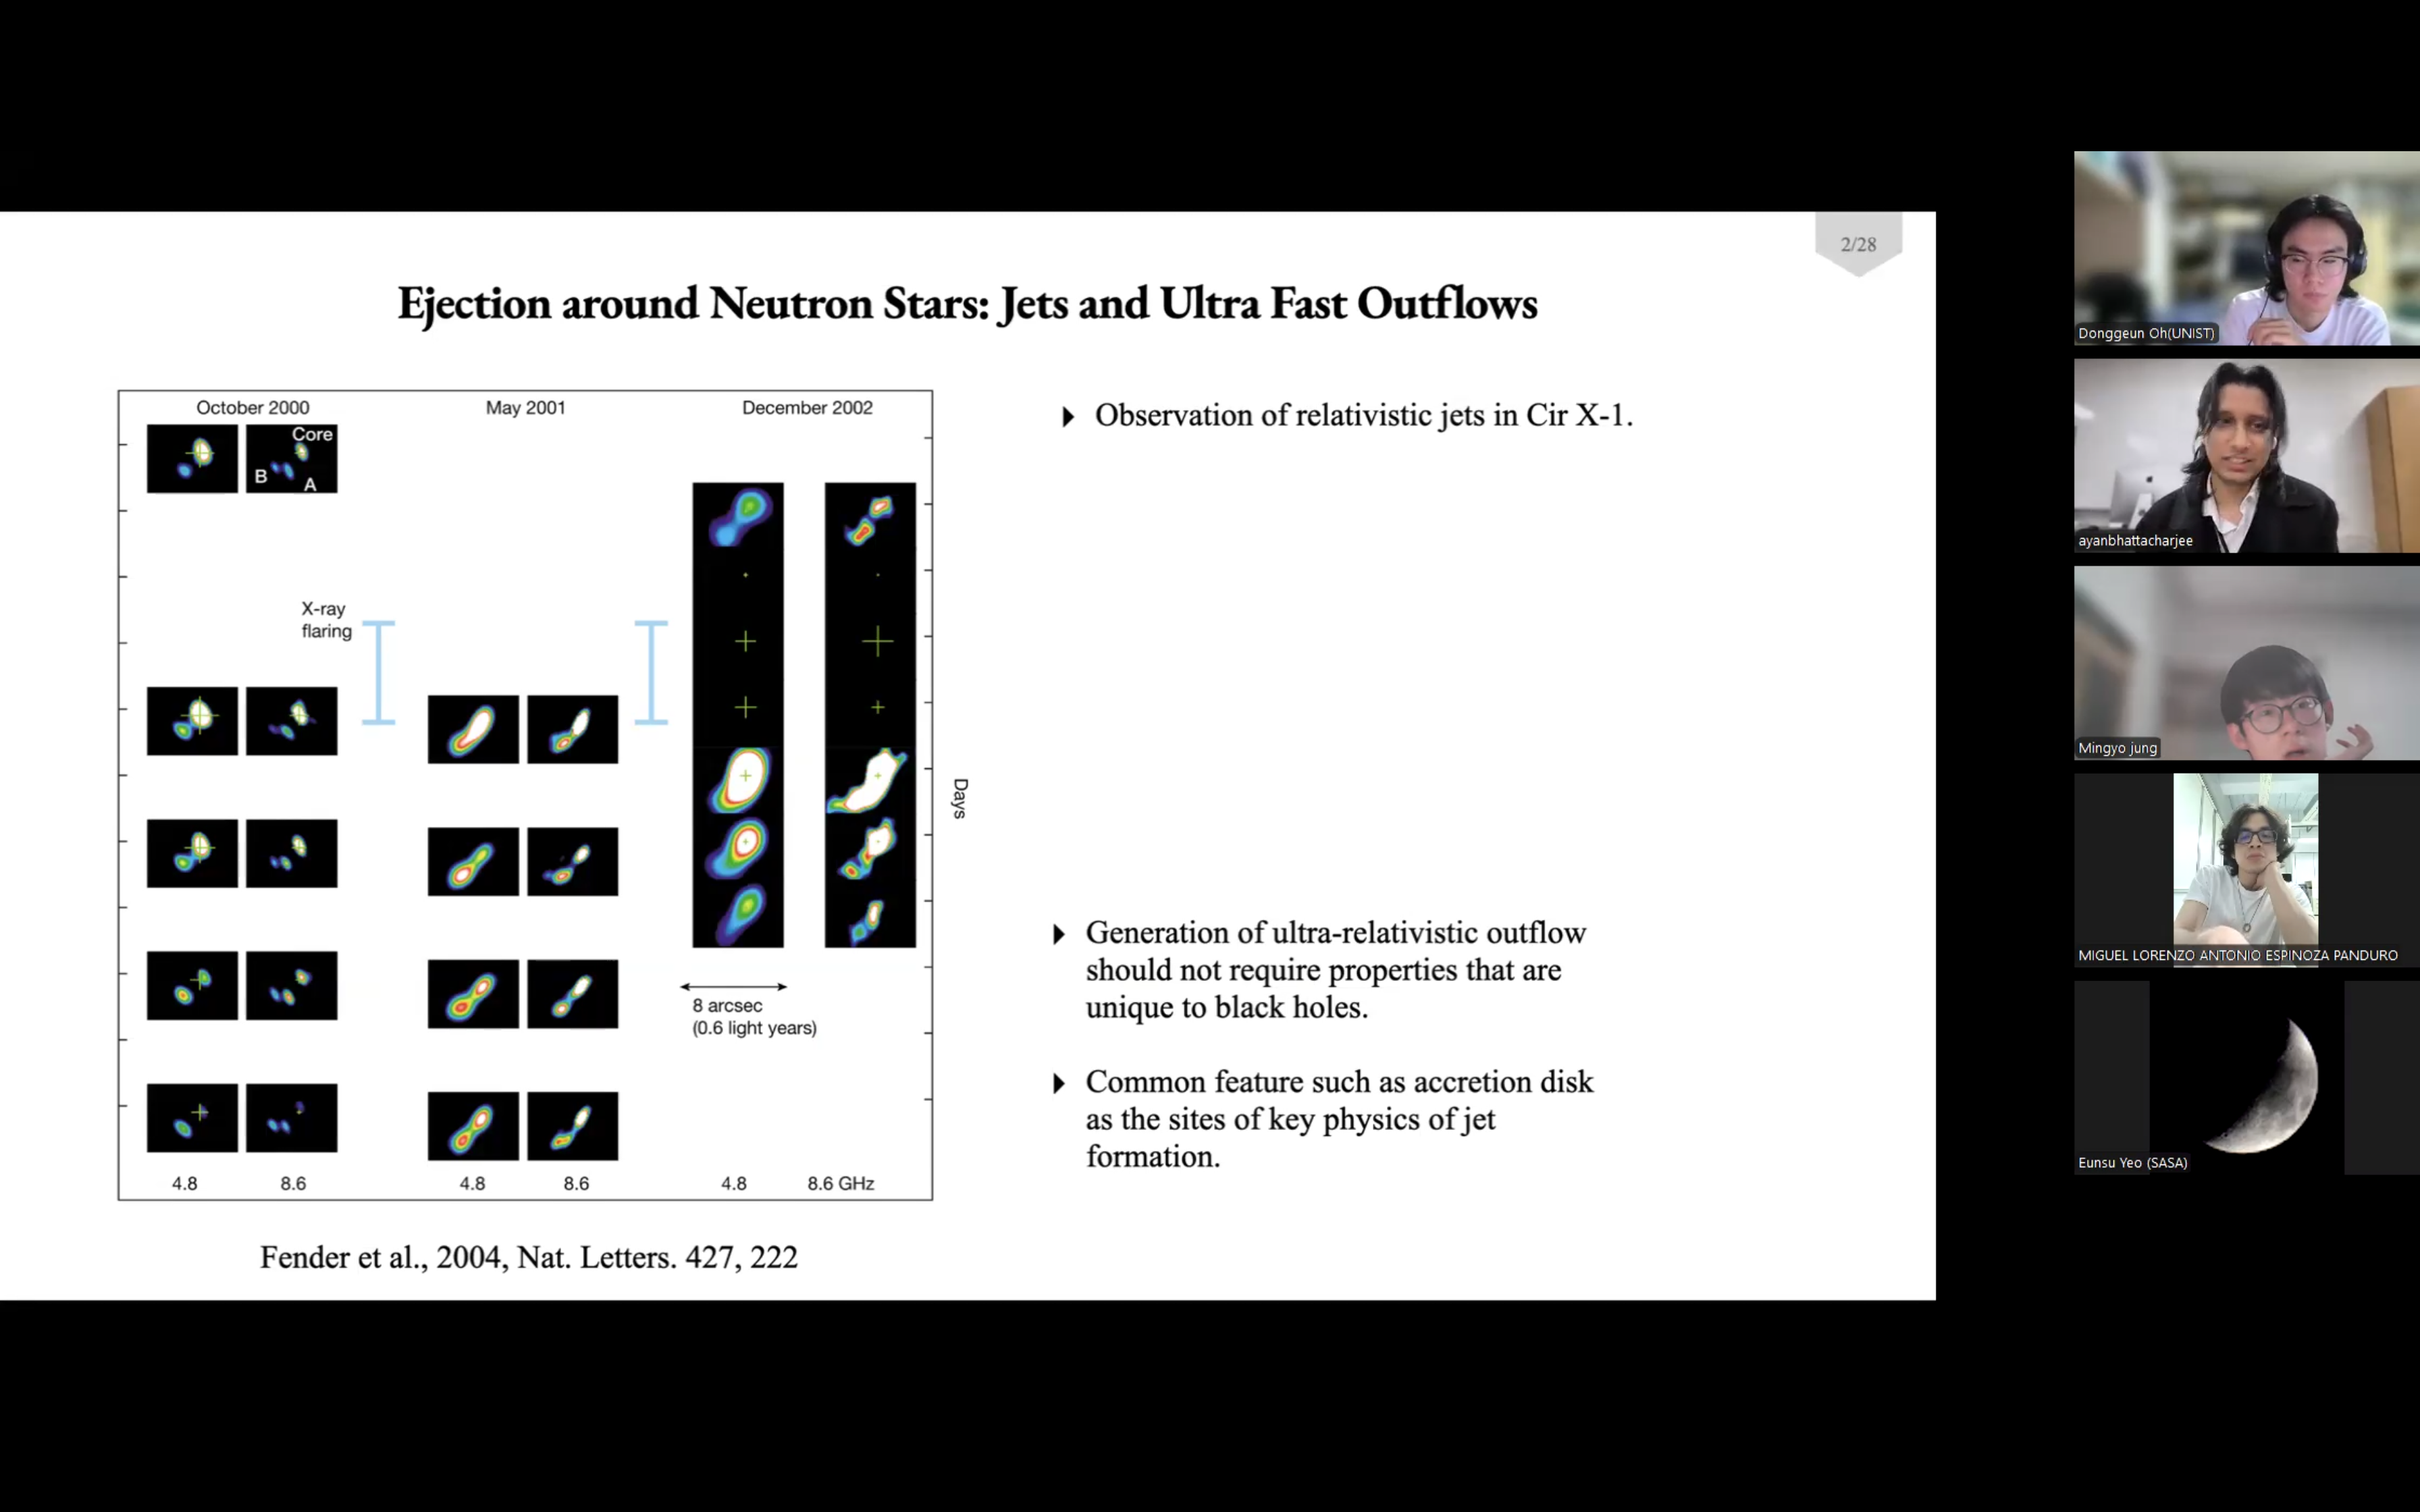 2/28
Ejection around Neutron Stars: Jets and Ultra Fast Outflows
October 2000
May 2001
December 2002
Core
B
A
X-ray
flaring
Days
8 arcsec
(0.6 light years)
4.8
8.6
4.8
8.6
4.8
8.6 GHz
Fender et al., 2004, Nat. Letters. 427, 222
Observation of relativistic jets in Cir X-1.
Generation of ultra-relativistic outflow
should not require properties that are
unique to black holes.
Common feature such as accretion disk
as the sites of key physics of jet
formation.
Donggeun Oh(UNIST)
ayanbhattacharjee
Mingyo jung
MIGUEL LORENZO ANTONIO ESPINOZA PANDURO
Eunsu Yeo (SASA)